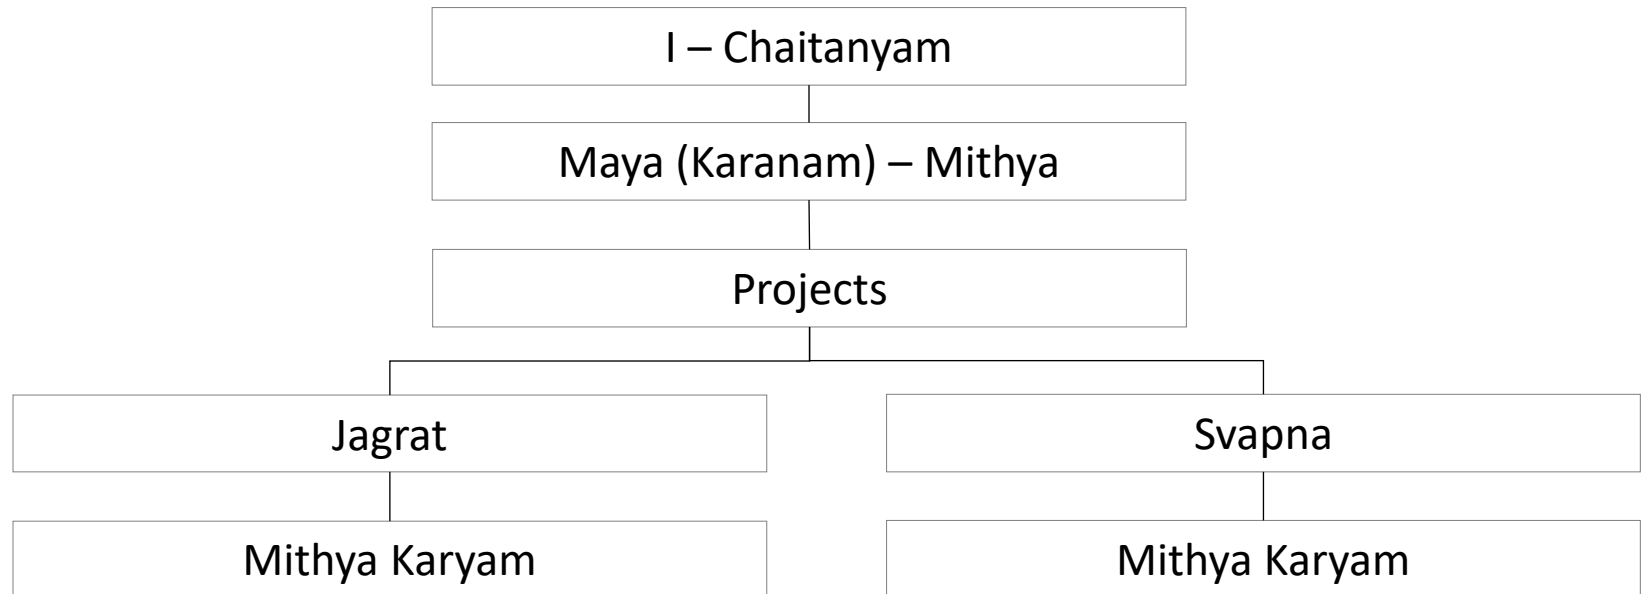 I – Chaitanyam
Maya (Karanam) – Mithya
Projects
Jagrat
Svapna
Mithya Karyam
Mithya Karyam